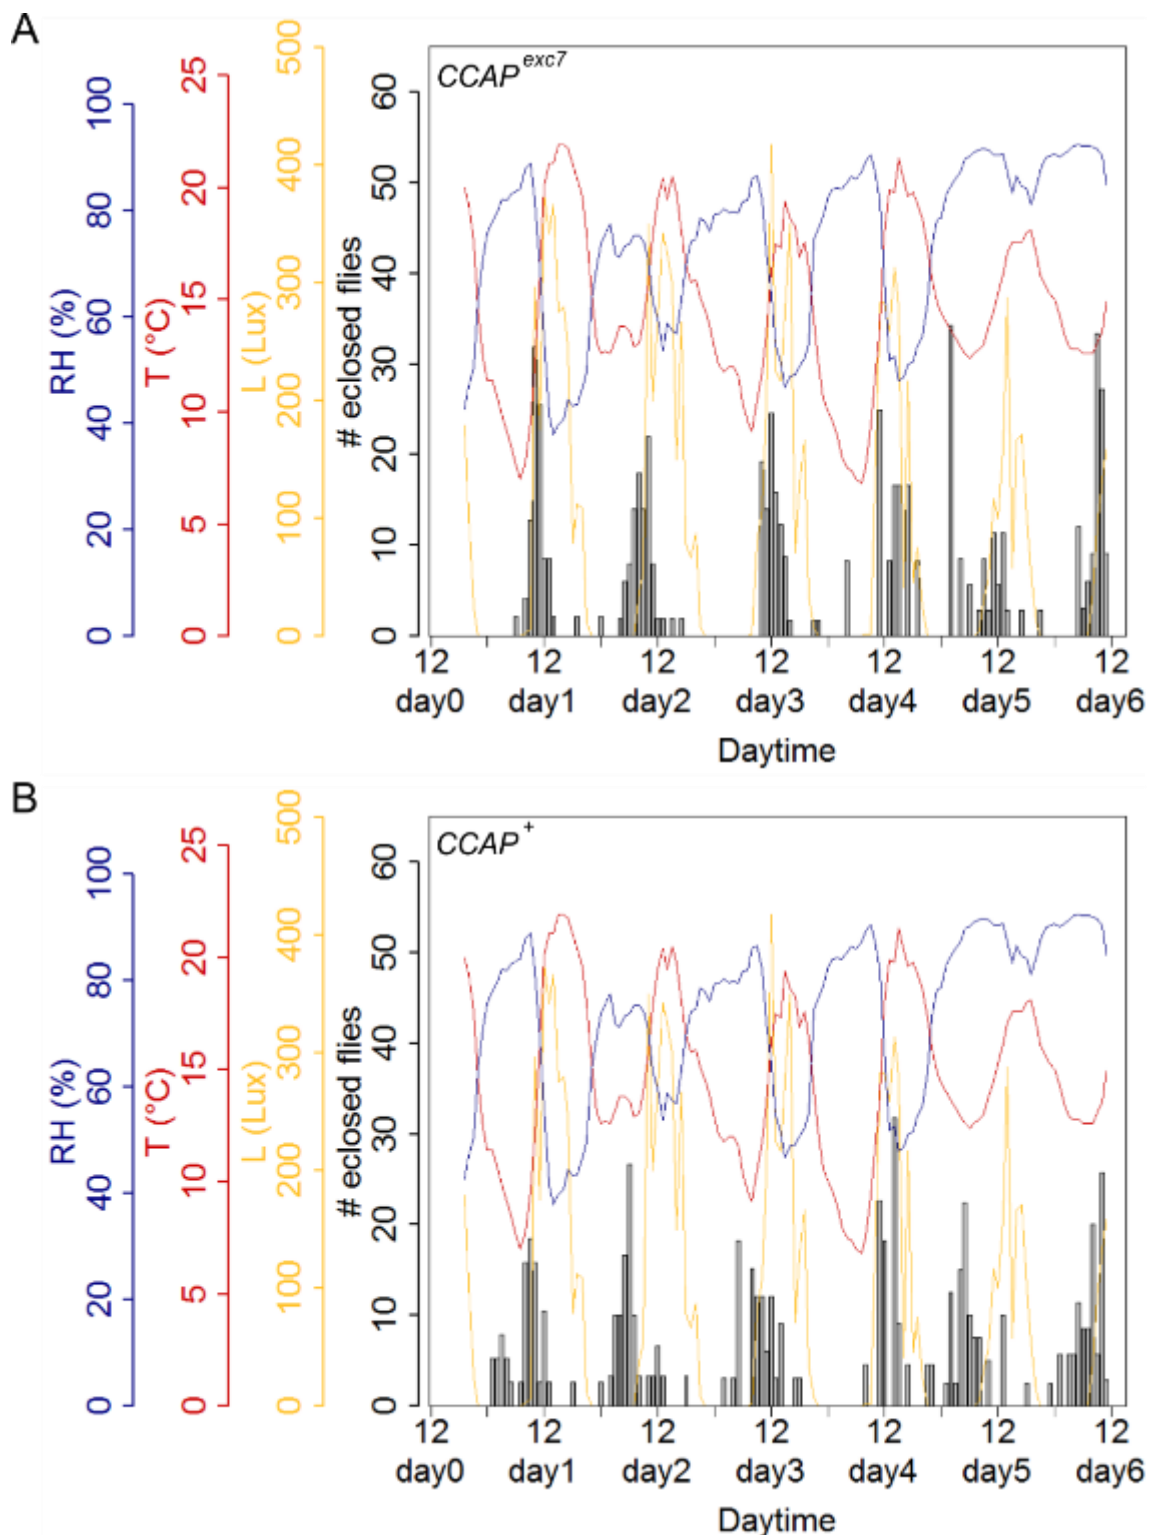 A
CCAP exc7
RH (%)
0 20 40 60 80 100
T (°C)
0 5 10 15 20 25
L (Lux)
0 100 200 300 400 500
# eclosed flies
0 10 20 30 40 50 60
12 12 12 12 12 12 12
day0 day1 day2 day3 day4 day5 day6
Daytime
B
CCAP +
RH (%)
0 20 40 60 80 100
T (°C)
0 5 10 15 20 25
L (Lux)
0 100 200 300 400 500
# eclosed flies
0 10 20 30 40 50 60
12 12 12 12 12 12 12
day0 day1 day2 day3 day4 day5 day6
Daytime